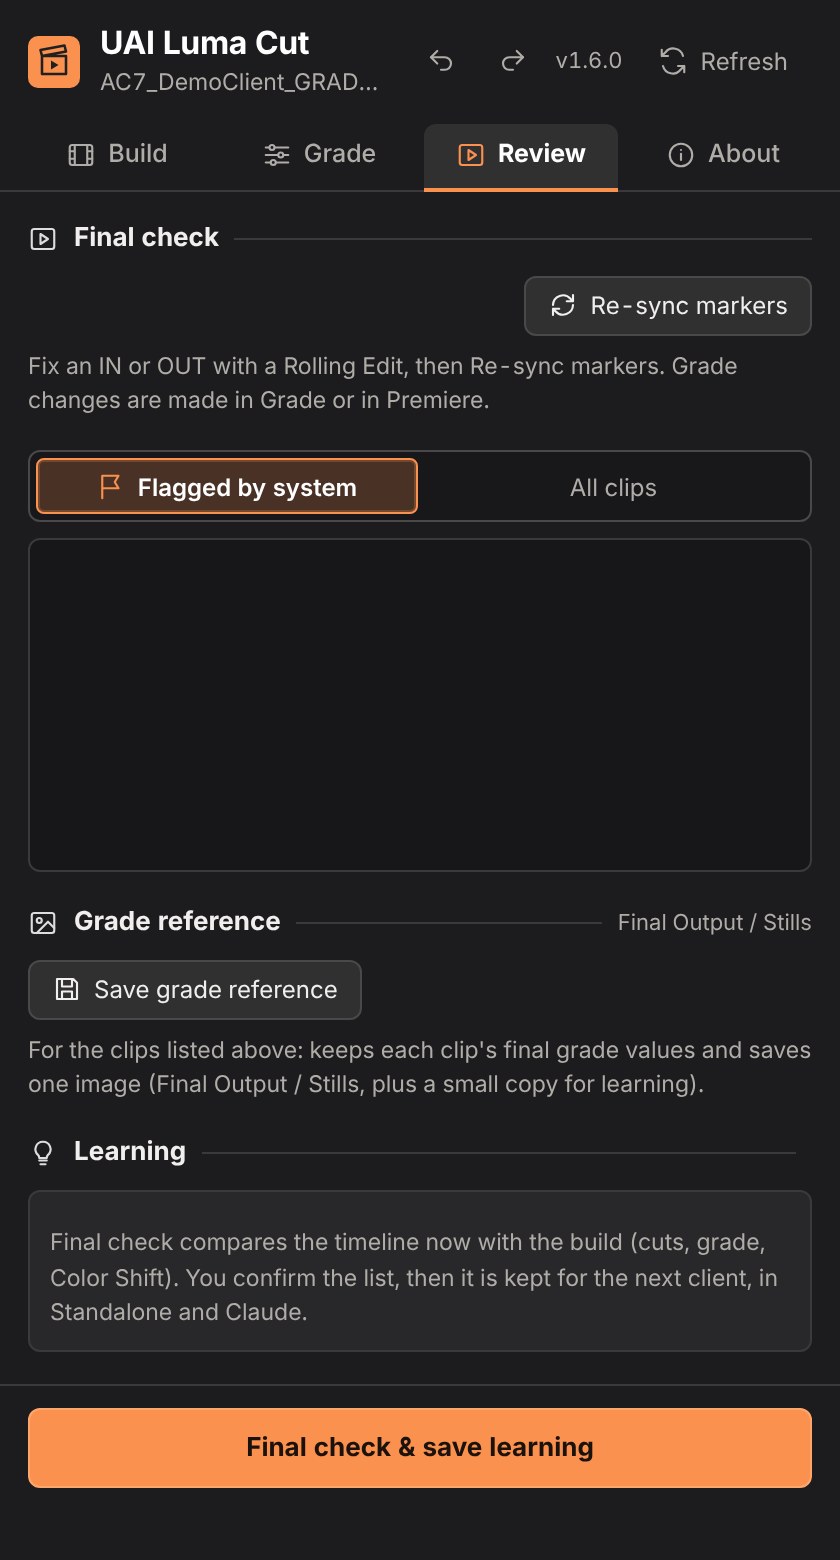 UAI Luma Cut
AC7_DemoClient_GRAD...
v1.6.0
Refresh
Build
Grade
Review
About
Final check
Re-sync markers
Fix an IN or OUT with a Rolling Edit, then Re-sync markers. Grade
changes are made in Grade or in Premiere.
Flagged by system
All clips
Grade reference
Final Output / Stills
Save grade reference
For the clips listed above: keeps each clip's final grade values and saves
one image (Final Output / Stills, plus a small copy for learning).
Learning
Final check compares the timeline now with the build (cuts, grade,
Color Shift). You confirm the list, then it is kept for the next client, in
Standalone and Claude.
Final check & save learning